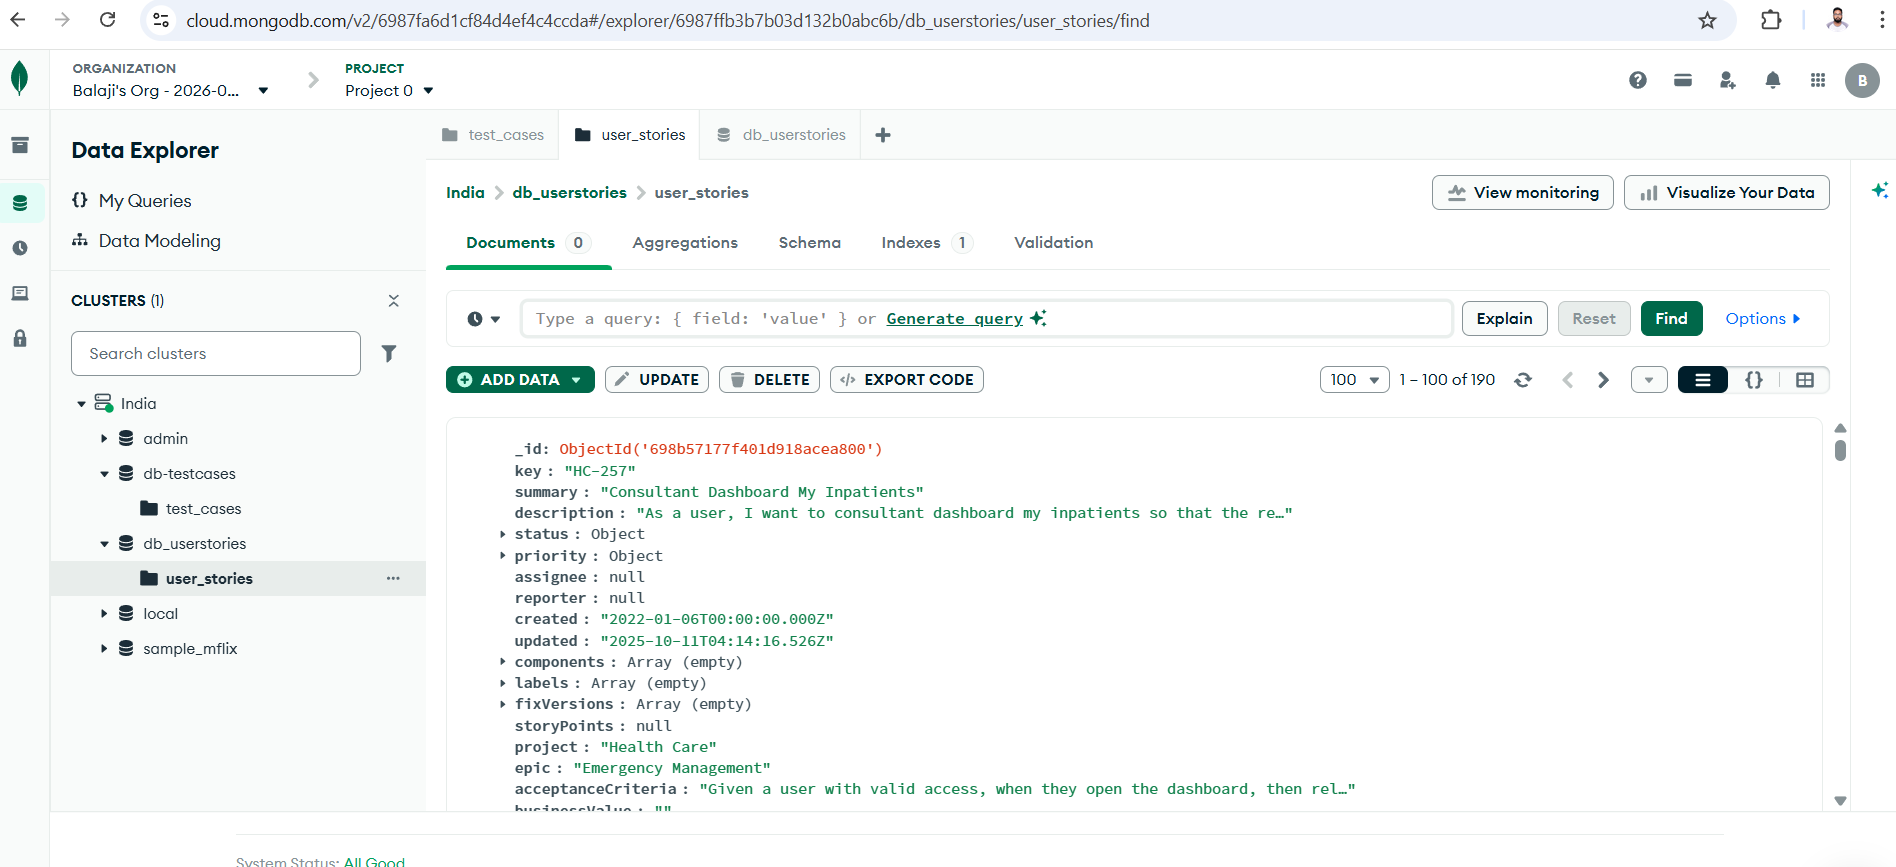 cloud.mongodb.com/v2/6987fa6d1cf84d4ef4c4ccda#/explorer/6987ffb3b7b03d132b0abc6b/db_userstories/user_stories/find
ORGANIZATION
Balaji's Org - 2026-0...
PROJECT
Project 0
B
Data Explorer
My Queries
Data Modeling
CLUSTERS (1)
Search clusters
India
admin
db-testcases
test_cases
db_userstories
user_stories
local
sample_mflix
test_cases
user_stories
db_userstories
India > db_userstories > user_stories
View monitoring
Visualize Your Data
Documents 0
Aggregations
Schema
Indexes 1
Validation
Type a query: { field: 'value' } or Generate query
Explain
Reset
Find
Options
ADD DATA
UPDATE
DELETE
EXPORT CODE
100
1 – 100 of 190
_id: ObjectId('698b57177f401d918acea800')
key : "HC-257"
summary : "Consultant Dashboard My Inpatients"
description : "As a user, I want to consultant dashboard my inpatients so that the re…"
status : Object
priority : Object
assignee : null
reporter : null
created : "2022-01-06T00:00:00.000Z"
updated : "2025-10-11T04:14:16.526Z"
components : Array (empty)
labels : Array (empty)
fixVersions : Array (empty)
storyPoints : null
project : "Health Care"
epic : "Emergency Management"
acceptanceCriteria : "Given a user with valid access, when they open the dashboard, then rel…"
businessValue : ""
System Status: All Good